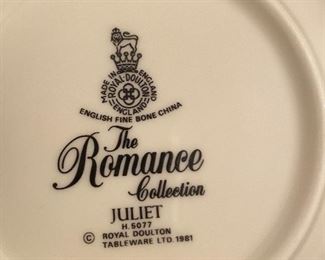 MADE IN ENGLAND
ROYAL DOULTON
ENGLAND
ENGLISH FINE BONE CHINA
The
Romance
Collection
JULIET
H.5077
© ROYAL DOULTON
TABLEWARE LTD. 1981